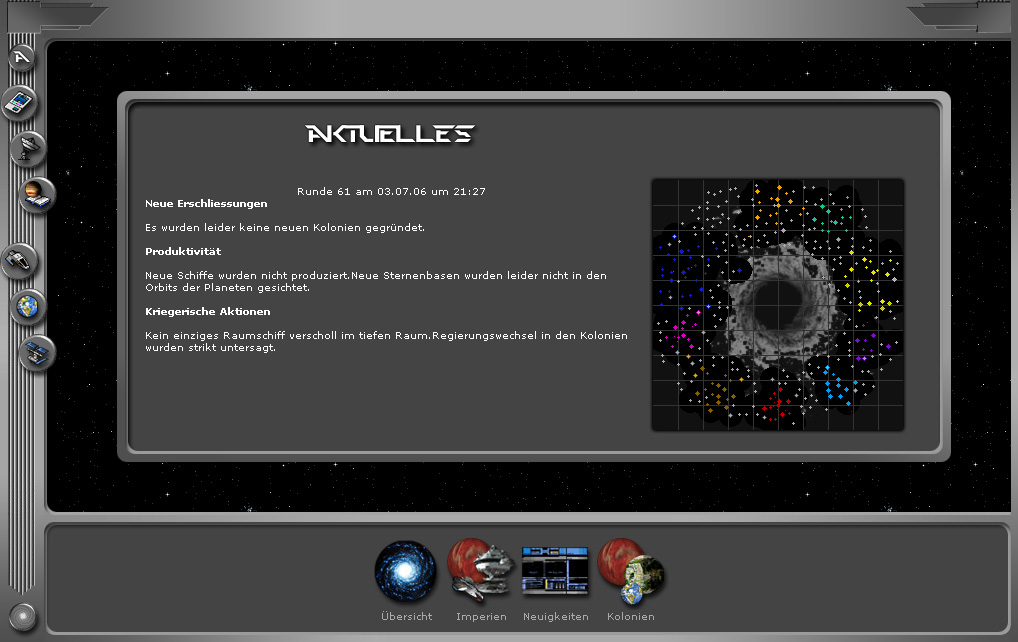 AKTUELLES
Runde 61 am 03.07.06 um 21:27
Neue Erschliessungen
Es wurden leider keine neuen Kolonien gegründet.
Produktivität
Neue Schiffe wurden nicht produziert.Neue Sternenbasen wurden leider nicht in den
Orbits der Planeten gesichtet.
Kriegerische Aktionen
Kein einziges Raumschiff verscholl im tiefen Raum.Regierungswechsel in den Kolonien
wurden strikt untersagt.
Übersicht Imperien Neuigkeiten Kolonien